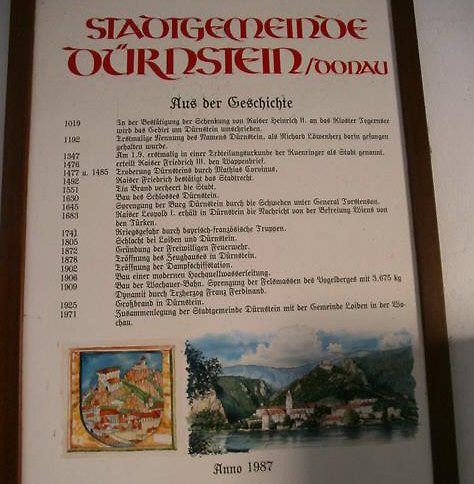 STADTGEMEINDE
DÜRNSTEIN/DONAU
Aus der Geschichte
1019 In der Bestätigung der Schenkung von Kaiser Heinrich II. an das Kloster Tegernsee
wird das Gebiet um Dürnstein umschrieben.
1192 Erstmalige Nennung des Namens Dürnstein, als Richard Löwenherz darin gefangen
gehalten wurde.
1347 Am 1.9. erstmalig in einer Erbteilungsurkunde der Kuenringer als Stadt genannt.
1476 erteilt Kaiser Friedrich III. den Wappenbrief.
1477 u. 1485 Eroberung Dürnsteins durch Mathias Corvinus.
1492 Kaiser Friedrich bestätigt das Stadtrecht.
1551 Ein Brand verheert die Stadt.
1630 Bau des Schlosses Dürnstein.
1645 Sprengung der Burg Dürnstein durch die Schweden unter General Torstenson.
1683 Kaiser Leopold I. erhält in Dürnstein die Nachricht von der Befreiung Wiens von
den Türken.
1741 Kriegsgefahr durch bayrisch-französische Truppen.
1805 Schlacht bei Loiben und Dürnstein.
1872 Gründung der Freiwilligen Feuerwehr.
1878 Eröffnung des Zeughauses in Dürnstein.
1902 Eröffnung der Dampfschiffstation.
1906 Bau einer modernen Hochquellwasserleitung.
1909 Bau der Wachauer-Bahn. Sprengung der Felsmassen des Vogelberges mit 3.675 kg
Dynamit durch Erzherzog Franz Ferdinand.
1925 Großbrand in Dürnstein.
1971 Zusammenlegung der Stadtgemeinde Dürnstein mit der Gemeinde Loiben in der Wa-
chau.
Anno 1987